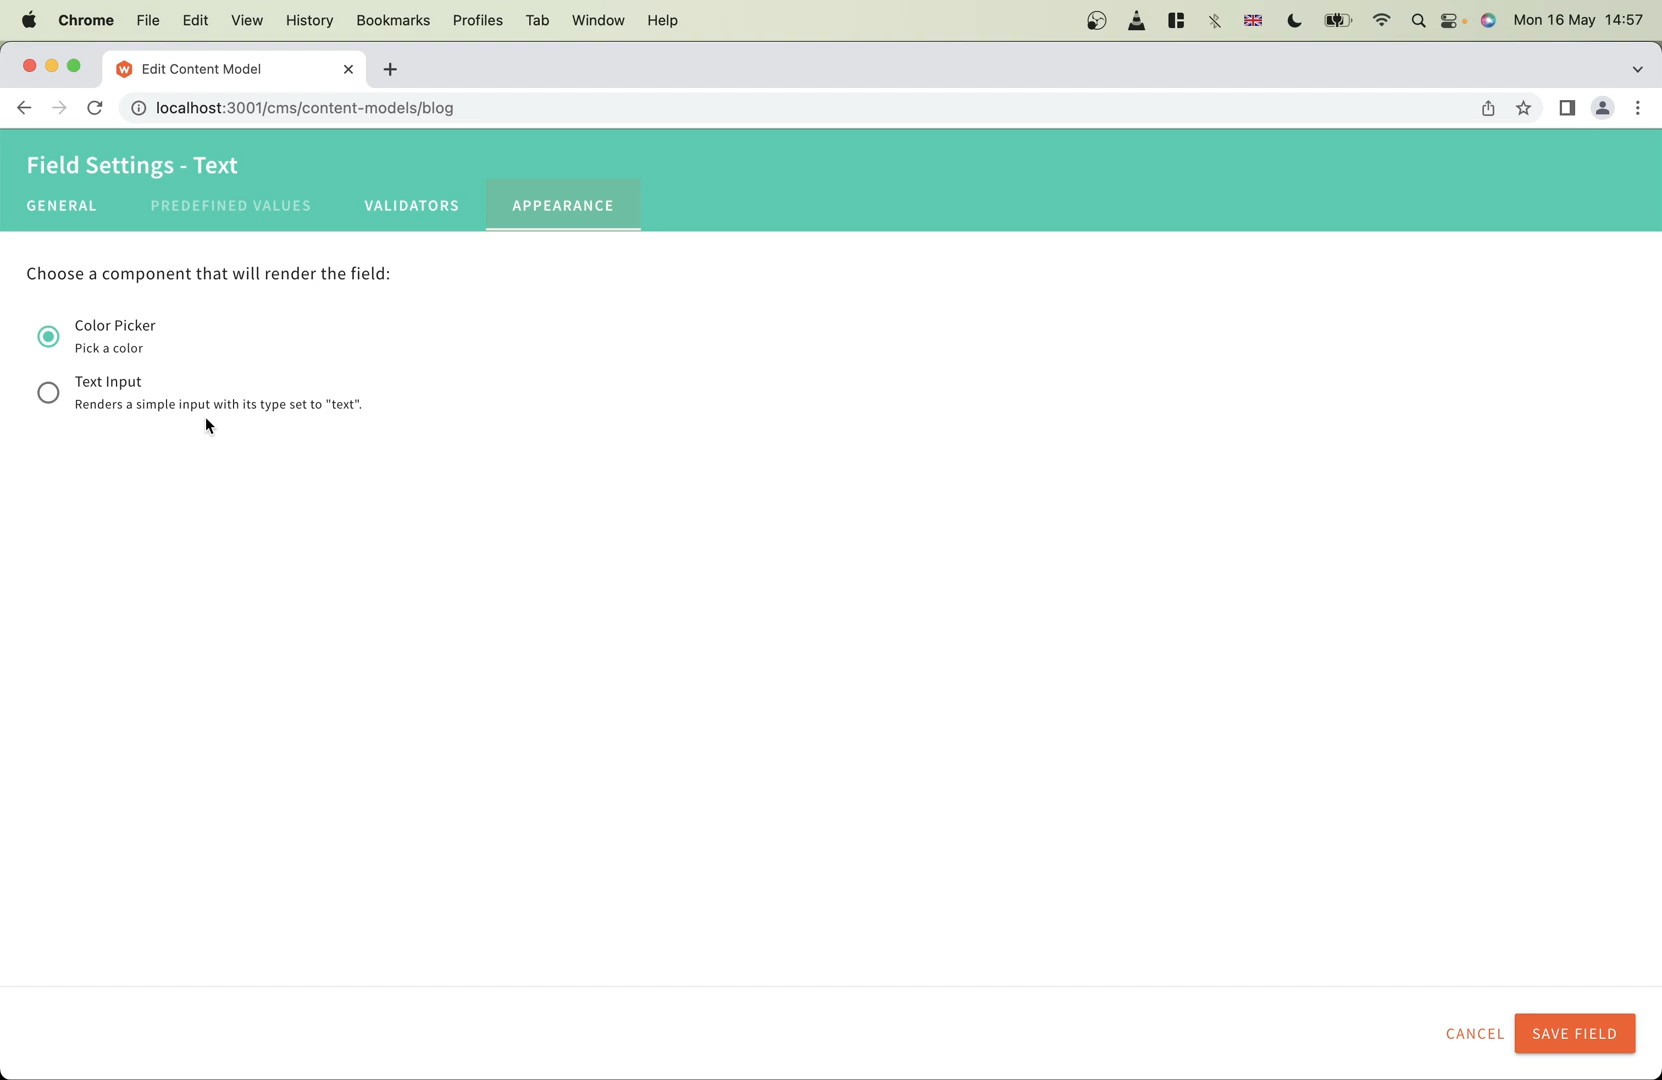 Chrome File Edit View History Bookmarks Profiles Tab Window Help Mon 16 May 14:57
Edit Content Model
localhost:3001/cms/content-models/blog
Field Settings - Text
GENERAL PREDEFINED VALUES VALIDATORS APPEARANCE
Choose a component that will render the field:
Color Picker
Pick a color
Text Input
Renders a simple input with its type set to "text".
CANCEL SAVE FIELD